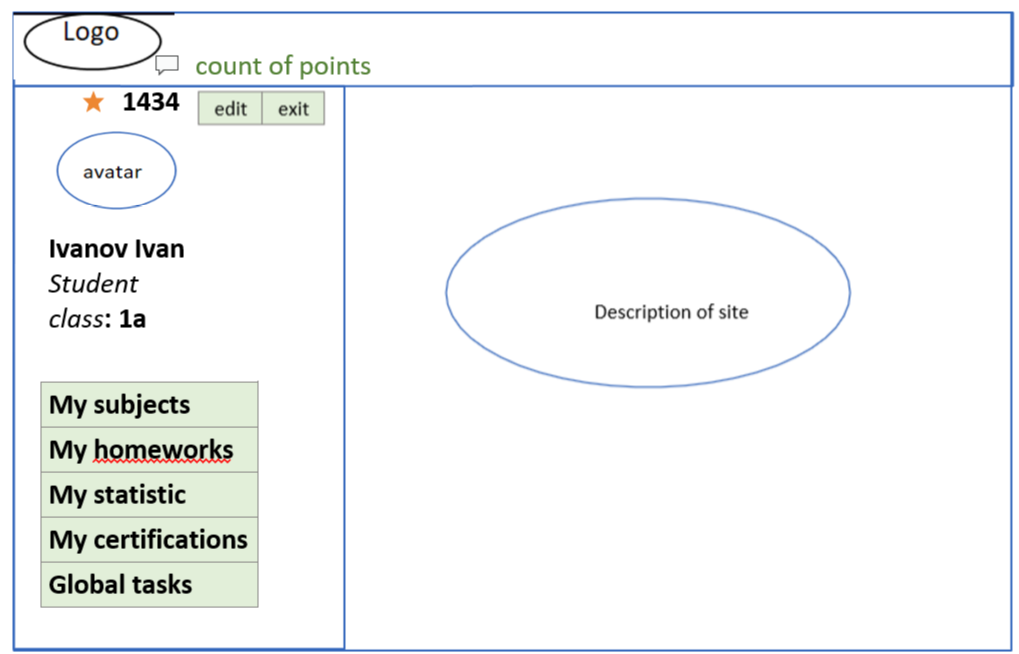 Logo
count of points
1434 edit exit
avatar
Ivanov Ivan
Student
class: 1a
Description of site
My subjects
My homeworks
My statistic
My certifications
Global tasks